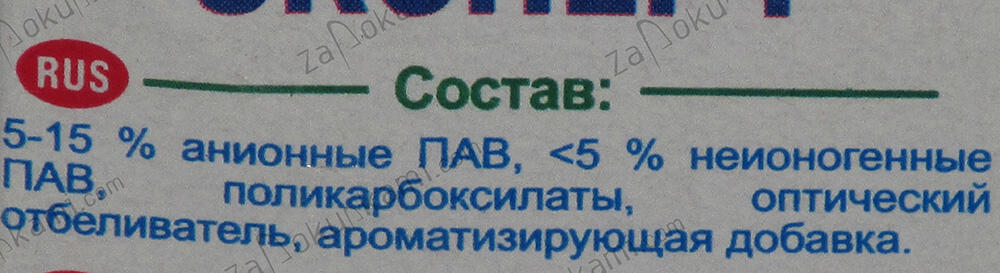 RUS
Состав:
5-15 % анионные ПАВ, <5 % неионогенные
ПАВ, поликарбоксилаты, оптический
отбеливатель, ароматизирующая добавка.